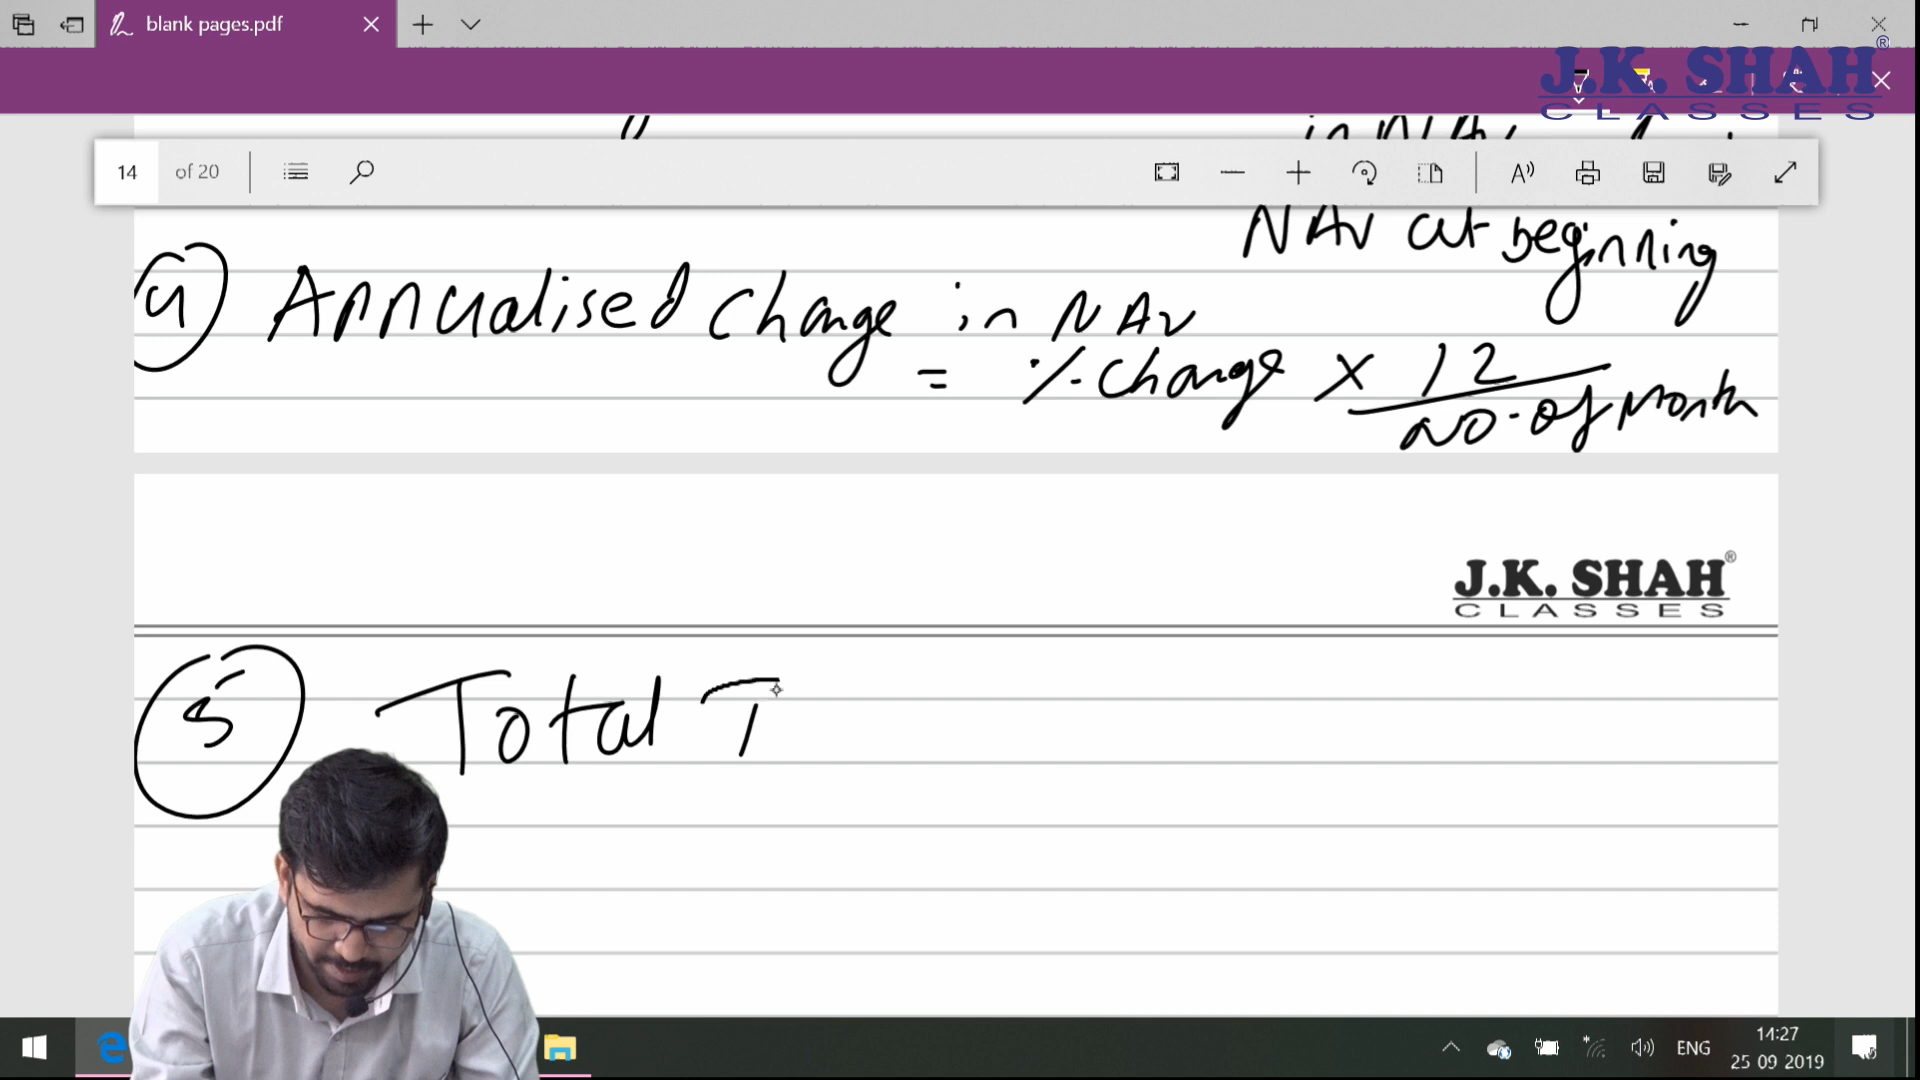 blank pages.pdf
J.K. SHAH®
CLASSES
14 of 20
NAV at beginning
4 Annualised change in NAV
= % change × 12
No. of Month
J.K. SHAH®
CLASSES
5 Total T
ENG
14:27
25 09 2019